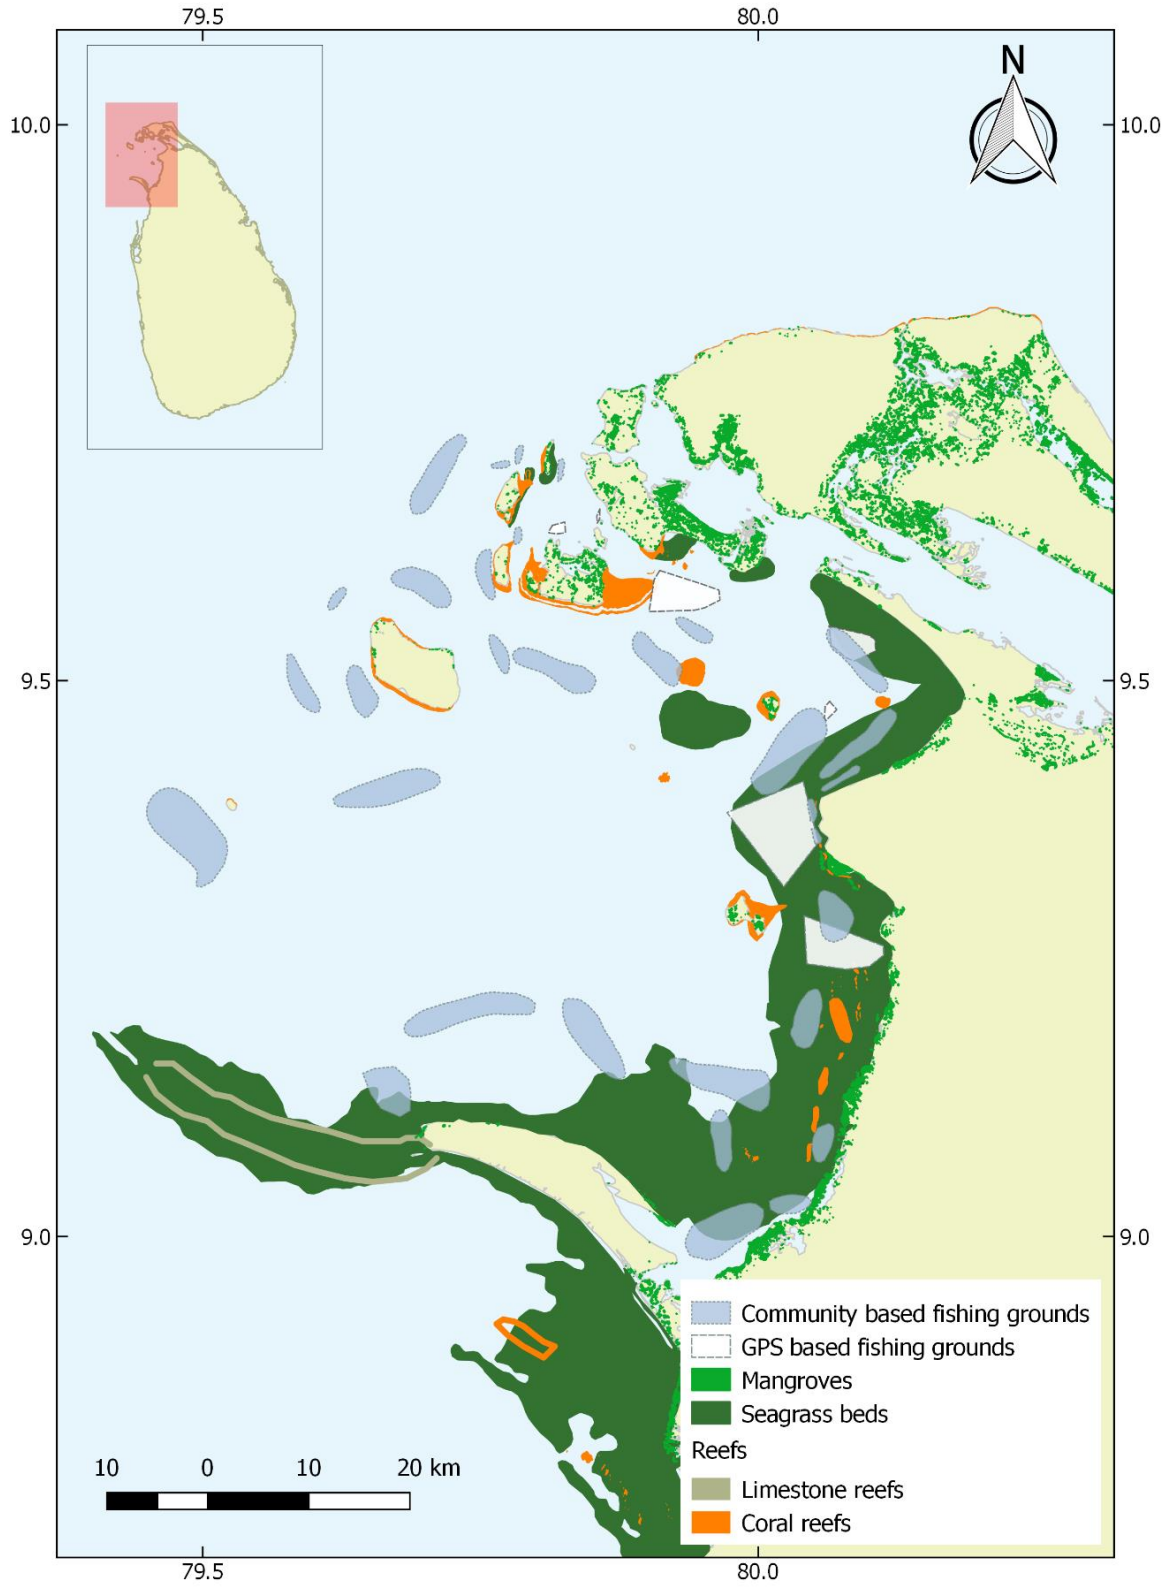 79.5 80.0
N
10.0 10.0
9.5 9.5
9.0 9.0
Community based fishing grounds
GPS based fishing grounds
Mangroves
Seagrass beds
Reefs
Limestone reefs
Coral reefs
10 0 10 20 km
79.5 80.0